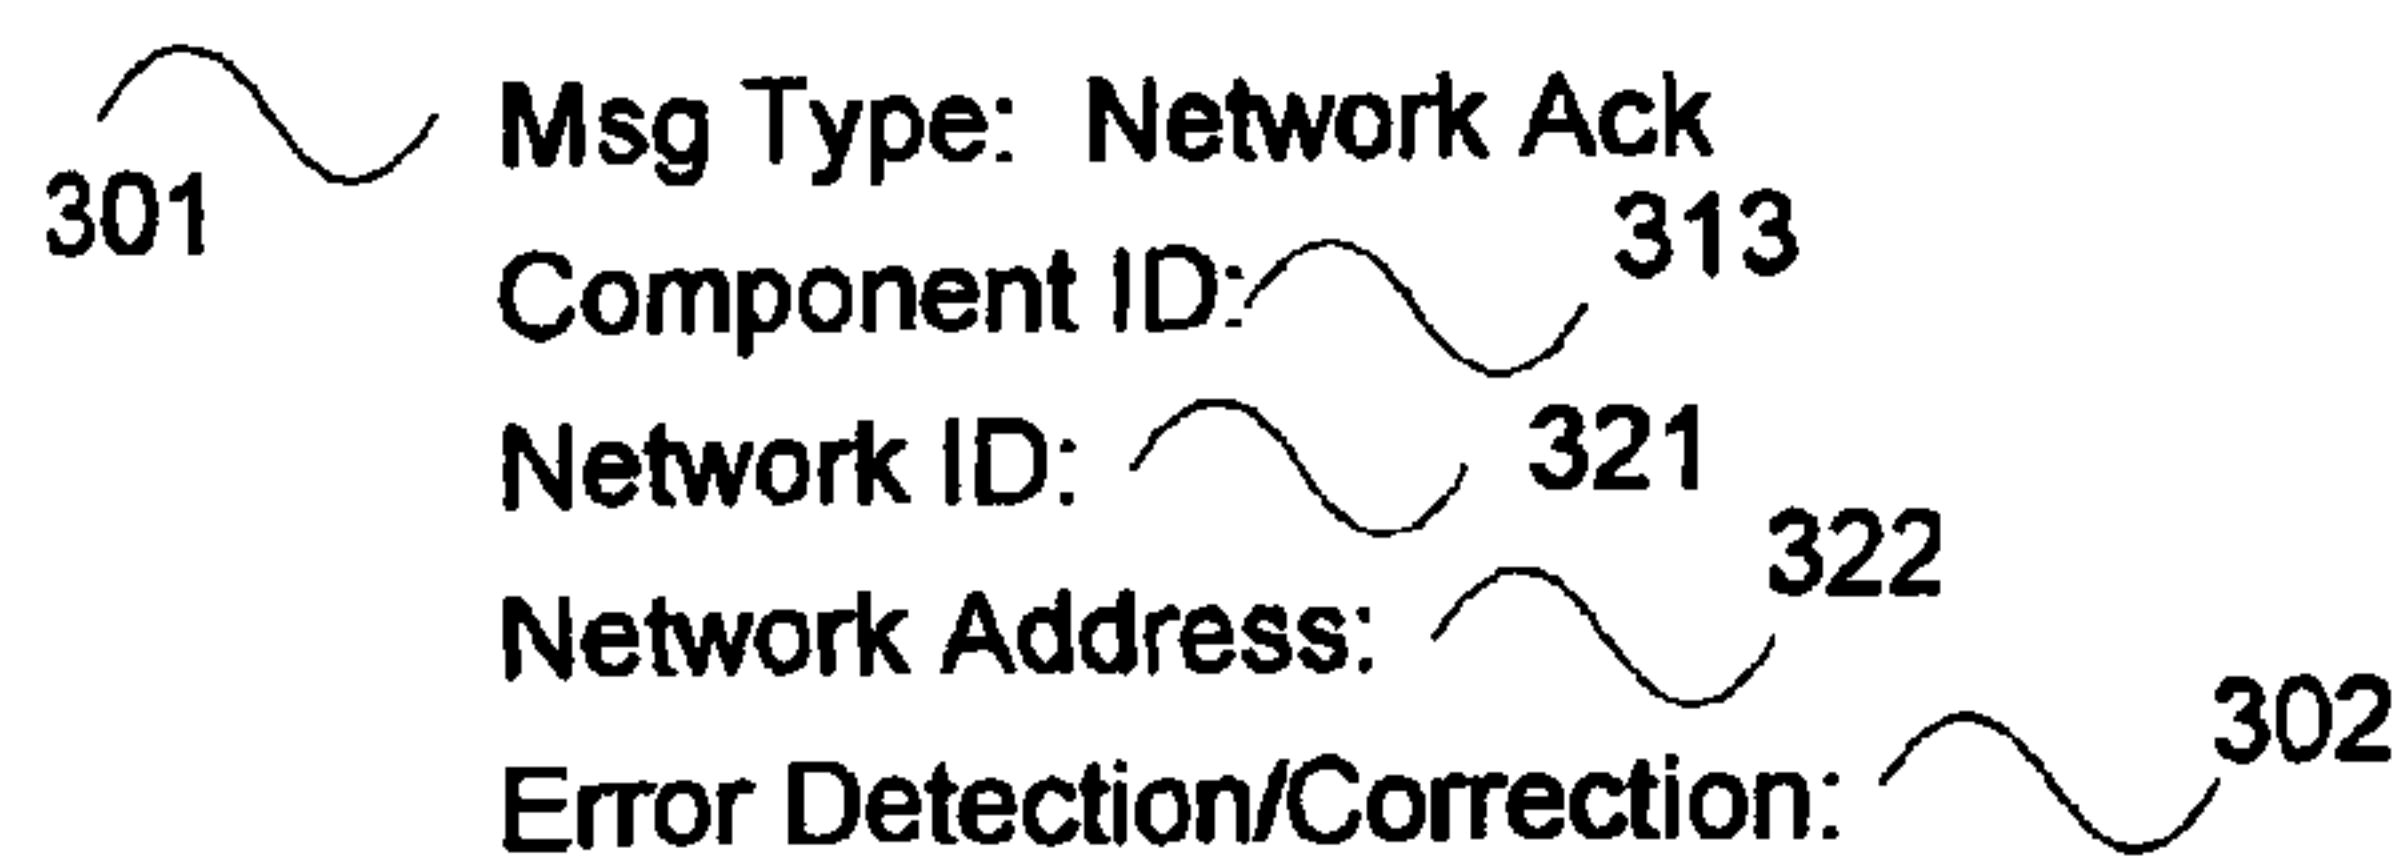 301 Msg Type: Network Ack
Component ID: 313
Network ID: 321
Network Address: 322
Error Detection/Correction: 302